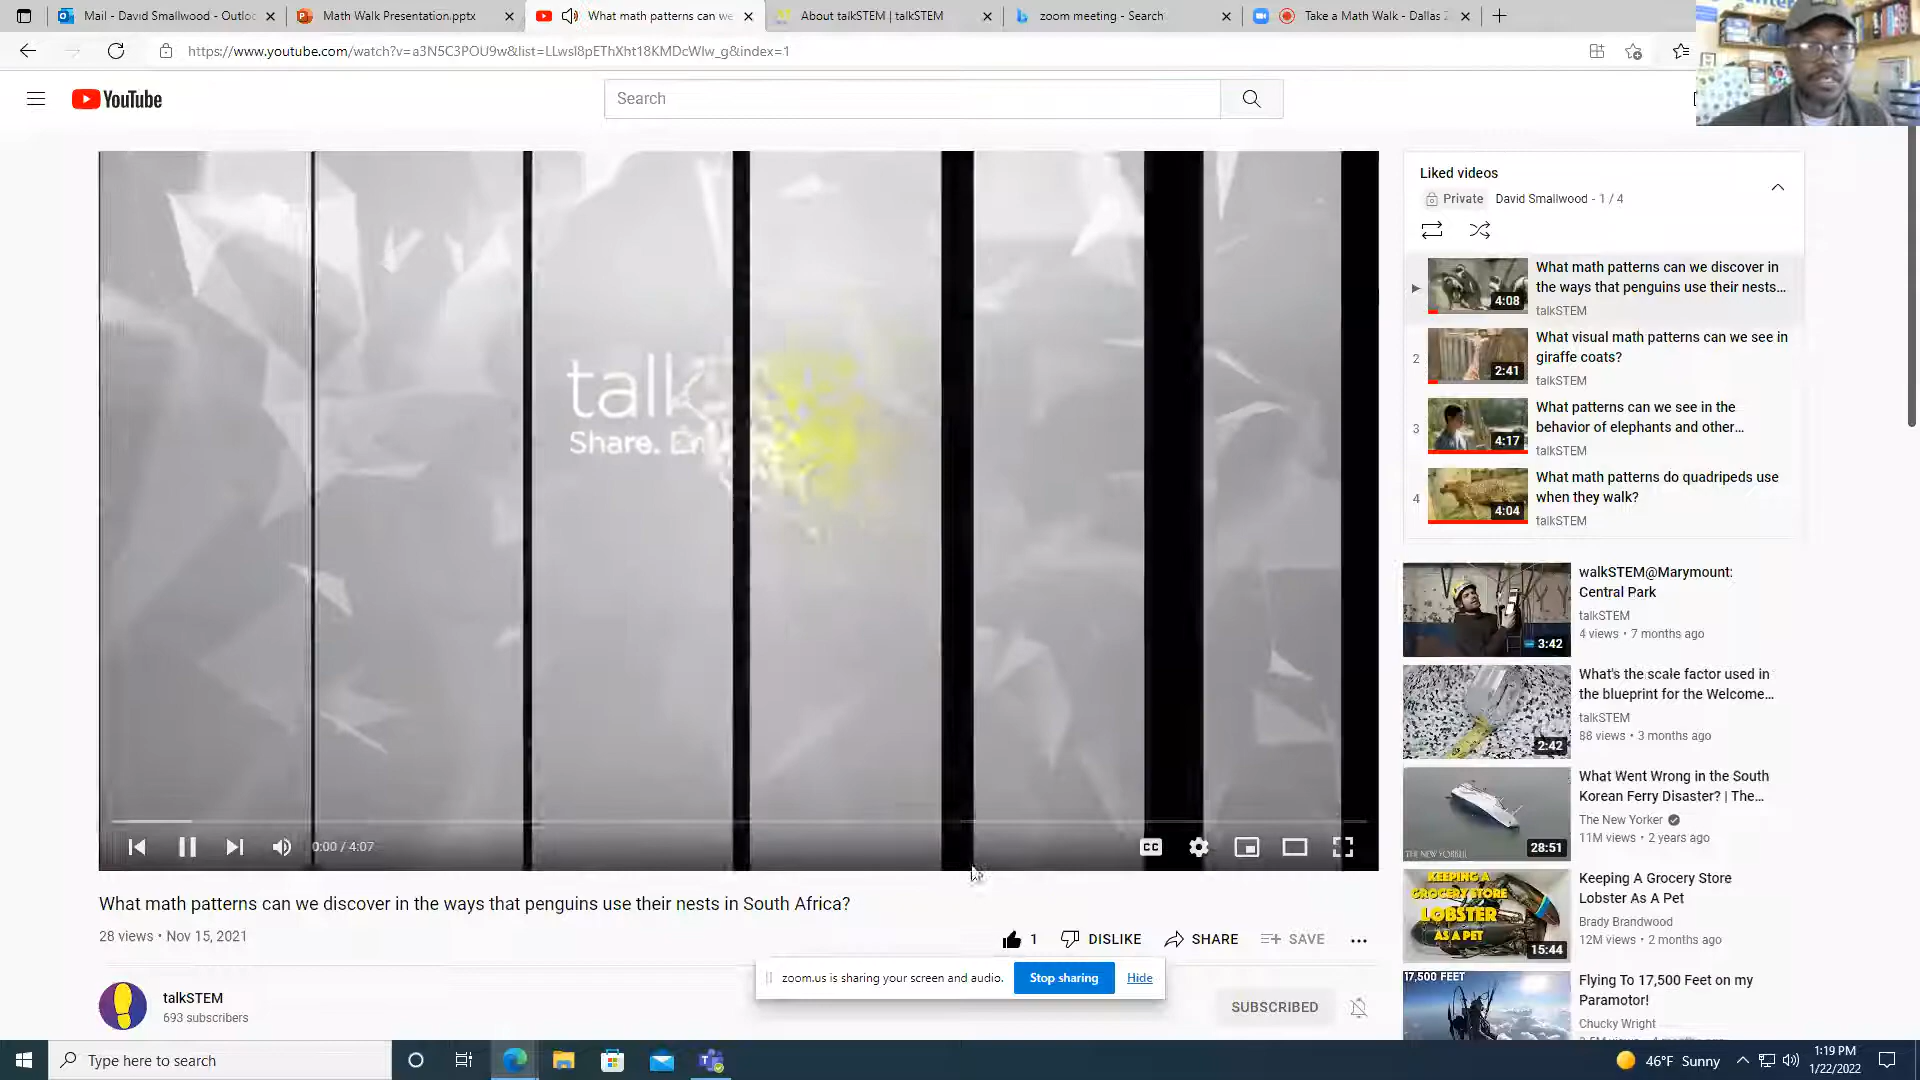 Mail - David Smallwood - Outloo
Math Walk Presentation.pptx
What math patterns can we
About talkSTEM | talkSTEM
zoom meeting - Search
Take a Math Walk - Dallas Z
https://www.youtube.com/watch?v=a3N5C3POU9w&list=LLwsl8pEThXht18KMDcWIw_g&index=1
YouTube
Search
talk
Share. En
0:00 / 4:07
CC
What math patterns can we discover in the ways that penguins use their nests in South Africa?
28 views • Nov 15, 2021
1
DISLIKE
SHARE
SAVE
zoom.us is sharing your screen and audio.
Stop sharing
Hide
talkSTEM
693 subscribers
SUBSCRIBED
Liked videos
Private
David Smallwood - 1 / 4
4:08
What math patterns can we discover in
the ways that penguins use their nests...
talkSTEM
2
2:41
What visual math patterns can we see in
giraffe coats?
talkSTEM
3
4:17
What patterns can we see in the
behavior of elephants and other...
talkSTEM
4
4:04
What math patterns do quadripeds use
when they walk?
talkSTEM
3:42
walkSTEM@Marymount:
Central Park
talkSTEM
4 views • 7 months ago
2:42
What's the scale factor used in
the blueprint for the Welcome...
talkSTEM
88 views • 3 months ago
THE NEW YORKER
28:51
What Went Wrong in the South
Korean Ferry Disaster? | The...
The New Yorker
11M views • 2 years ago
KEEPING A
GROCERY STORE
LOBSTER
AS A PET
15:44
Keeping A Grocery Store
Lobster As A Pet
Brady Brandwood
12M views • 2 months ago
17,500 FEET
Flying To 17,500 Feet on my
Paramotor!
Chucky Wright
Type here to search
46°F Sunny
1:19 PM
1/22/2022